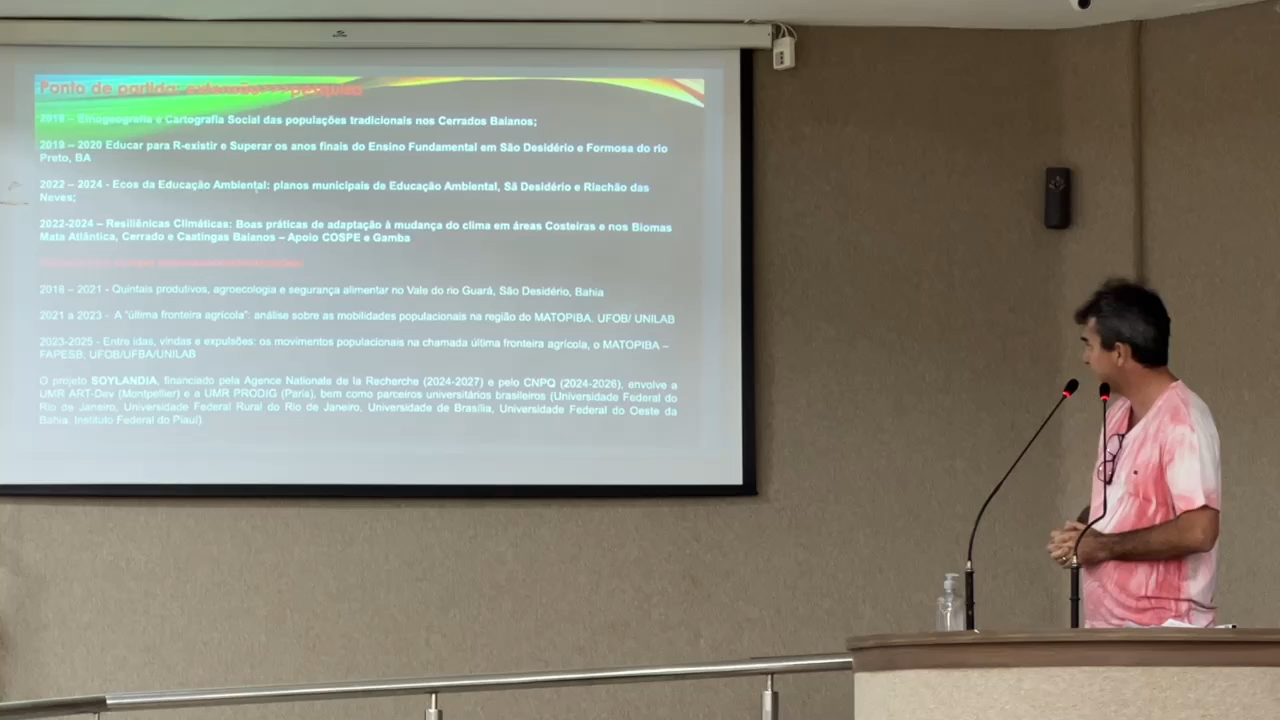 Ponto de partida: extensão>>>pesquisa
2018 – Etnogeografia e Cartografia Social das populações tradicionais nos Cerrados Baianos;
2019 – 2020 Educar para R-existir e Superar os anos finais do Ensino Fundamental em São Desidério e Formosa do rio
Preto, BA
2022 – 2024 - Ecos da Educação Ambiental: planos municipais de Educação Ambiental, Sã Desidério e Riachão das
Neves;
2022-2024 – Resiliênicas Climáticas: Boas práticas de adaptação à mudança do clima em áreas Costeiras e nos Biomas
Mata Atlântica, Cerrado e Caatingas Baianos – Apoio COSPE e Gamba
2018 – 2021 - Quintais produtivos, agroecologia e segurança alimentar no Vale do rio Guará, São Desidério, Bahia
2021 a 2023 - A "última fronteira agrícola": análise sobre as mobilidades populacionais na região do MATOPIBA. UFOB/ UNILAB
2023-2025 - Entre idas, vindas e expulsões: os movimentos populacionais na chamada última fronteira agrícola, o MATOPIBA –
FAPESB, UFOB/UFBA/UNILAB
O projeto SOYLANDIA, financiado pela Agence Nationale de la Recherche (2024-2027) e pelo CNPQ (2024-2026), envolve a
UMR ART-Dev (Montpellier) e a UMR PRODIG (Paris), bem como parceiros universitários brasileiros (Universidade Federal do
Rio de Janeiro, Universidade Federal Rural do Rio de Janeiro, Universidade de Brasília, Universidade Federal do Oeste da
Bahia, Instituto Federal do Piauí)